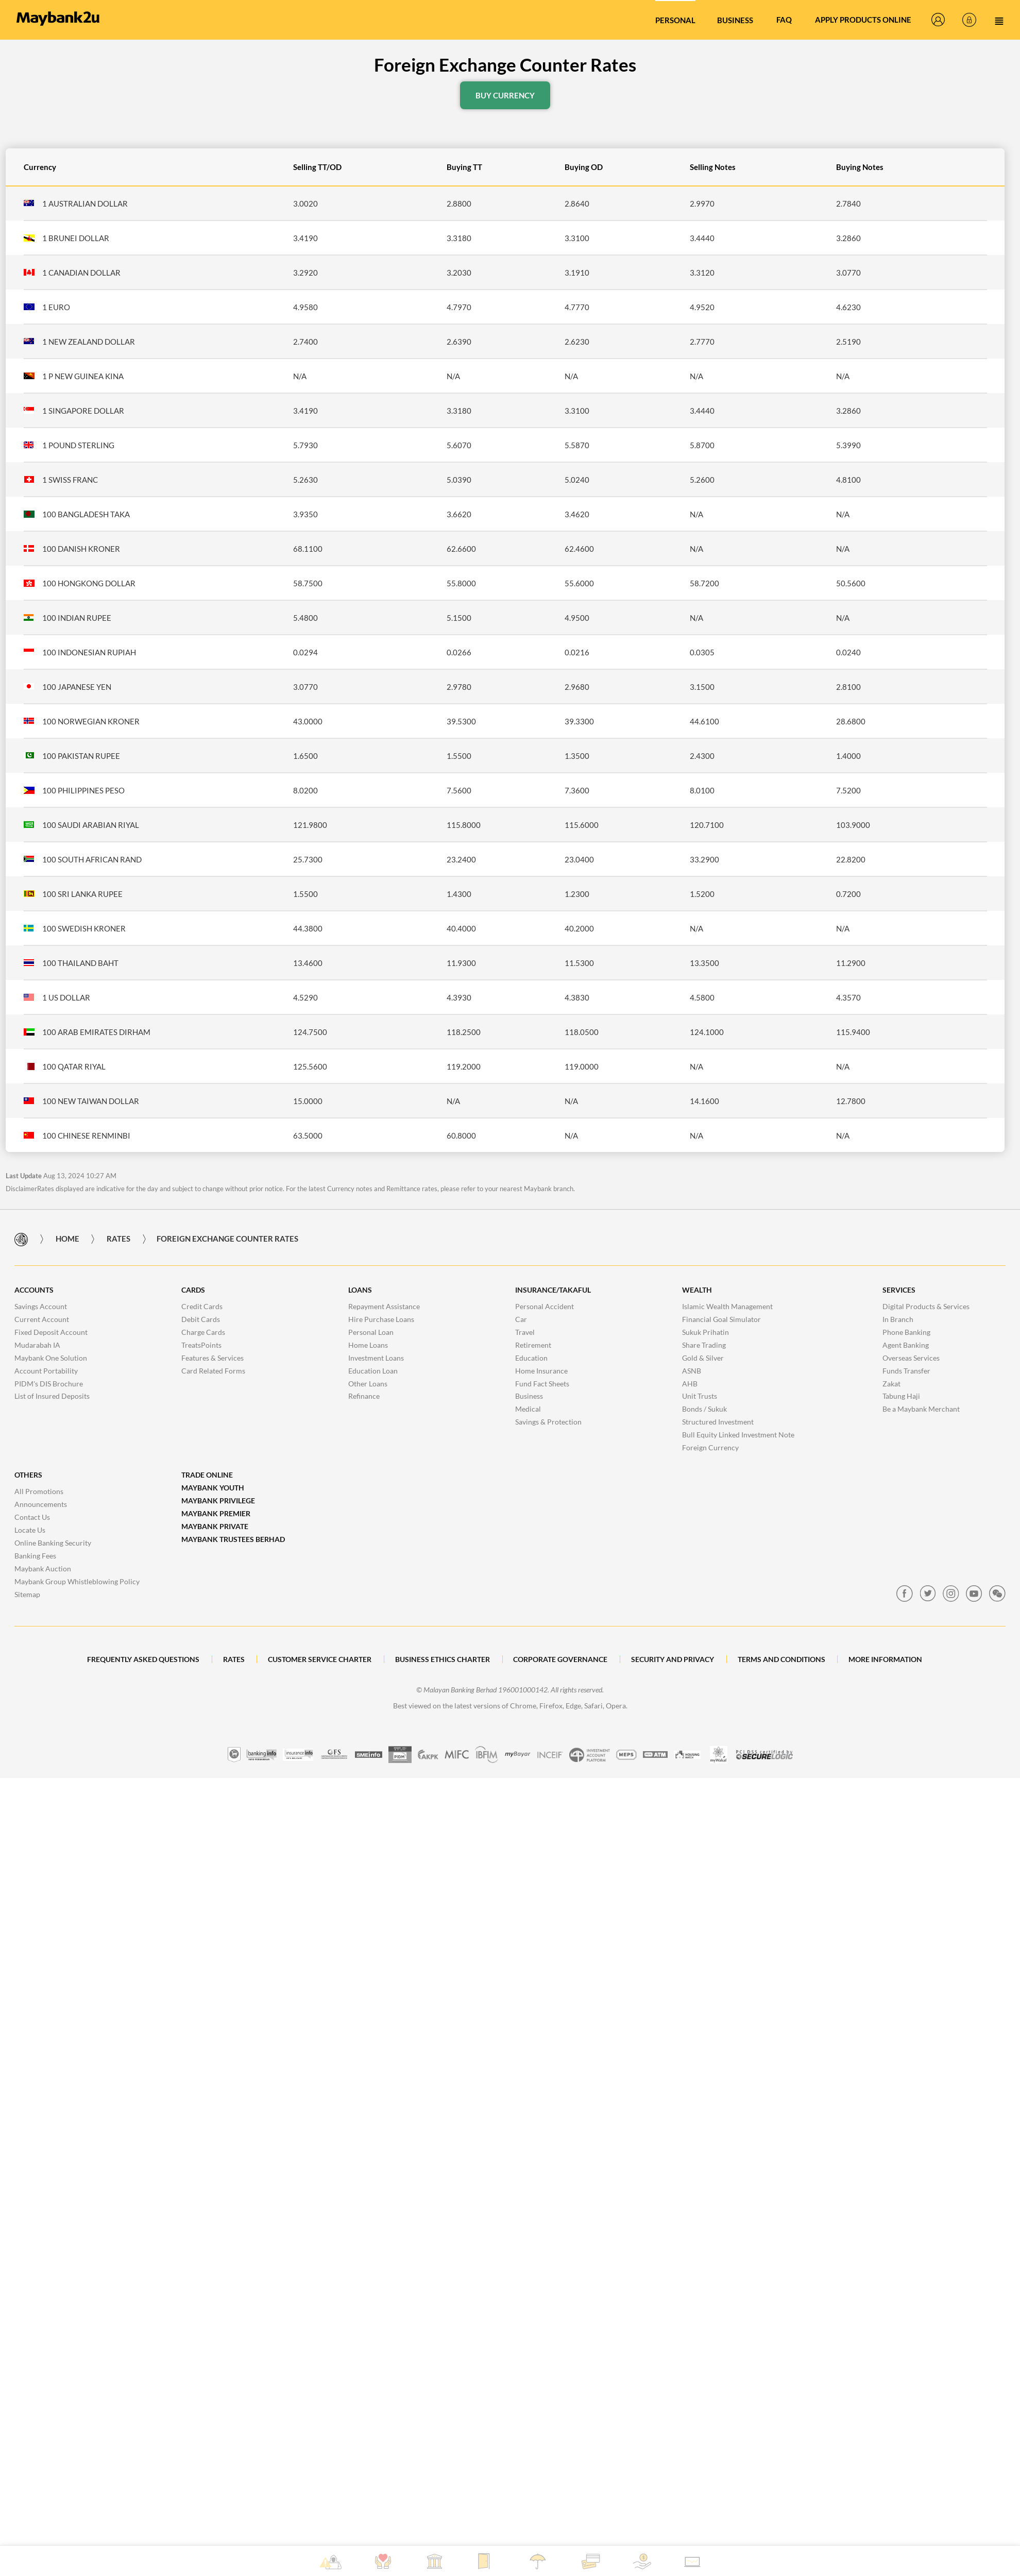 Maybank2u PERSONAL BUSINESS FAQ APPLY PRODUCTS ONLINE
Foreign Exchange Counter Rates
BUY CURRENCY
Currency Selling TT/OD Buying TT Buying OD Selling Notes Buying Notes
1 AUSTRALIAN DOLLAR 3.0020 2.8800 2.8640 2.9970 2.7840
1 BRUNEI DOLLAR 3.4190 3.3180 3.3100 3.4440 3.2860
1 CANADIAN DOLLAR 3.2920 3.2030 3.1910 3.3120 3.0770
1 EURO 4.9580 4.7970 4.7770 4.9520 4.6230
1 NEW ZEALAND DOLLAR 2.7400 2.6390 2.6230 2.7770 2.5190
1 P NEW GUINEA KINA N/A N/A N/A N/A N/A
1 SINGAPORE DOLLAR 3.4190 3.3180 3.3100 3.4440 3.2860
1 POUND STERLING 5.7930 5.6070 5.5870 5.8700 5.3990
1 SWISS FRANC 5.2630 5.0390 5.0240 5.2600 4.8100
100 BANGLADESH TAKA 3.9350 3.6620 3.4620 N/A N/A
100 DANISH KRONER 68.1100 62.6600 62.4600 N/A N/A
100 HONGKONG DOLLAR 58.7500 55.8000 55.6000 58.7200 50.5600
100 INDIAN RUPEE 5.4800 5.1500 4.9500 N/A N/A
100 INDONESIAN RUPIAH 0.0294 0.0266 0.0216 0.0305 0.0240
100 JAPANESE YEN 3.0770 2.9780 2.9680 3.1500 2.8100
100 NORWEGIAN KRONER 43.0000 39.5300 39.3300 44.6100 28.6800
100 PAKISTAN RUPEE 1.6500 1.5500 1.3500 2.4300 1.4000
100 PHILIPPINES PESO 8.0200 7.5600 7.3600 8.0100 7.5200
100 SAUDI ARABIAN RIYAL 121.9800 115.8000 115.6000 120.7100 103.9000
100 SOUTH AFRICAN RAND 25.7300 23.2400 23.0400 33.2900 22.8200
100 SRI LANKA RUPEE 1.5500 1.4300 1.2300 1.5200 0.7200
100 SWEDISH KRONER 44.3800 40.4000 40.2000 N/A N/A
100 THAILAND BAHT 13.4600 11.9300 11.5300 13.3500 11.2900
1 US DOLLAR 4.5290 4.3930 4.3830 4.5800 4.3570
100 ARAB EMIRATES DIRHAM 124.7500 118.2500 118.0500 124.1000 115.9400
100 QATAR RIYAL 125.5600 119.2000 119.0000 N/A N/A
100 NEW TAIWAN DOLLAR 15.0000 N/A N/A 14.1600 12.7800
100 CHINESE RENMINBI 63.5000 60.8000 N/A N/A N/A
Last Update Aug 13, 2024 10:27 AM
DisclaimerRates displayed are indicative for the day and subject to change without prior notice. For the latest Currency notes and Remittance rates, please refer to your nearest Maybank branch.
HOME RATES FOREIGN EXCHANGE COUNTER RATES
ACCOUNTS
Savings Account
Current Account
Fixed Deposit Account
Mudarabah IA
Maybank One Solution
Account Portability
PIDM's DIS Brochure
List of Insured Deposits
CARDS
Credit Cards
Debit Cards
Charge Cards
TreatsPoints
Features & Services
Card Related Forms
LOANS
Repayment Assistance
Hire Purchase Loans
Personal Loan
Home Loans
Investment Loans
Education Loan
Other Loans
Refinance
INSURANCE/TAKAFUL
Personal Accident
Car
Travel
Retirement
Education
Home Insurance
Fund Fact Sheets
Business
Medical
Savings & Protection
WEALTH
Islamic Wealth Management
Financial Goal Simulator
Sukuk Prihatin
Share Trading
Gold & Silver
ASNB
AHB
Unit Trusts
Bonds / Sukuk
Structured Investment
Bull Equity Linked Investment Note
Foreign Currency
SERVICES
Digital Products & Services
In Branch
Phone Banking
Agent Banking
Overseas Services
Funds Transfer
Zakat
Tabung Haji
Be a Maybank Merchant
OTHERS
All Promotions
Announcements
Contact Us
Locate Us
Online Banking Security
Banking Fees
Maybank Auction
Maybank Group Whistleblowing Policy
Sitemap
TRADE ONLINE
MAYBANK YOUTH
MAYBANK PRIVILEGE
MAYBANK PREMIER
MAYBANK PRIVATE
MAYBANK TRUSTEES BERHAD
FREQUENTLY ASKED QUESTIONS RATES CUSTOMER SERVICE CHARTER BUSINESS ETHICS CHARTER CORPORATE GOVERNANCE SECURITY AND PRIVACY TERMS AND CONDITIONS MORE INFORMATION
© Malayan Banking Berhad 196001000142, All rights reserved.
Best viewed on the latest versions of Chrome, Firefox, Edge, Safari, Opera.
bankinginfo insuranceinfo OFS SMEinfo PDPA AKPK MIFC IBFIM myBayar INCEIF INVESTMENT ACCOUNT PLATFORM MEPS ATM HOUSING WATCH myWakaf PCI DSS certified by SECURELOGIC